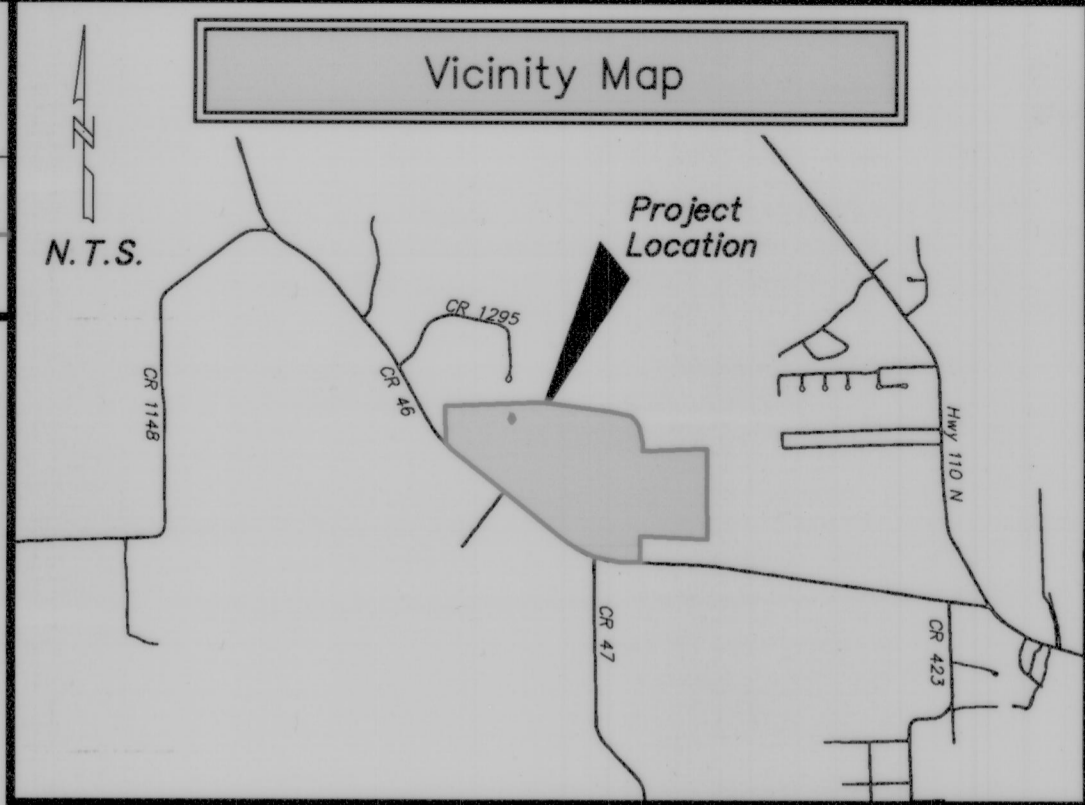 Vicinity Map
N.T.S.
Project
Location
CR 1295
CR 46
CR 1148
Hwy 110 N
CR 47
CR 423